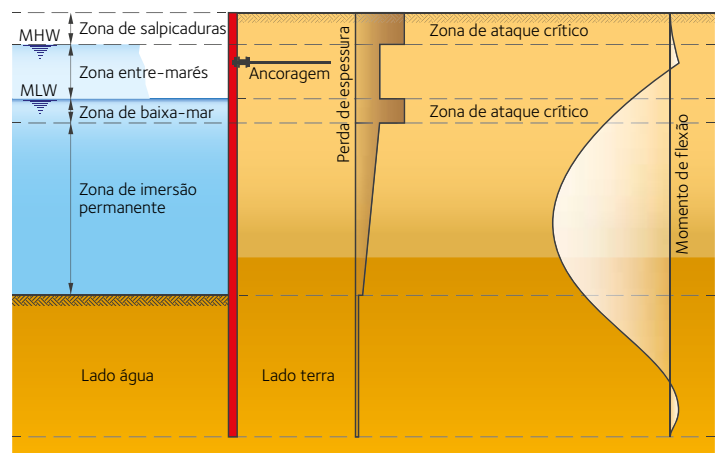 Zona de salpicaduras
MHW
Zona entre-marés
MLW
Zona de baixa-mar
Zona de imersão
permanente
Lado água
Ancoragem
Lado terra
Perda de espessura
Zona de ataque crítico
Zona de ataque crítico
Momento de flexão